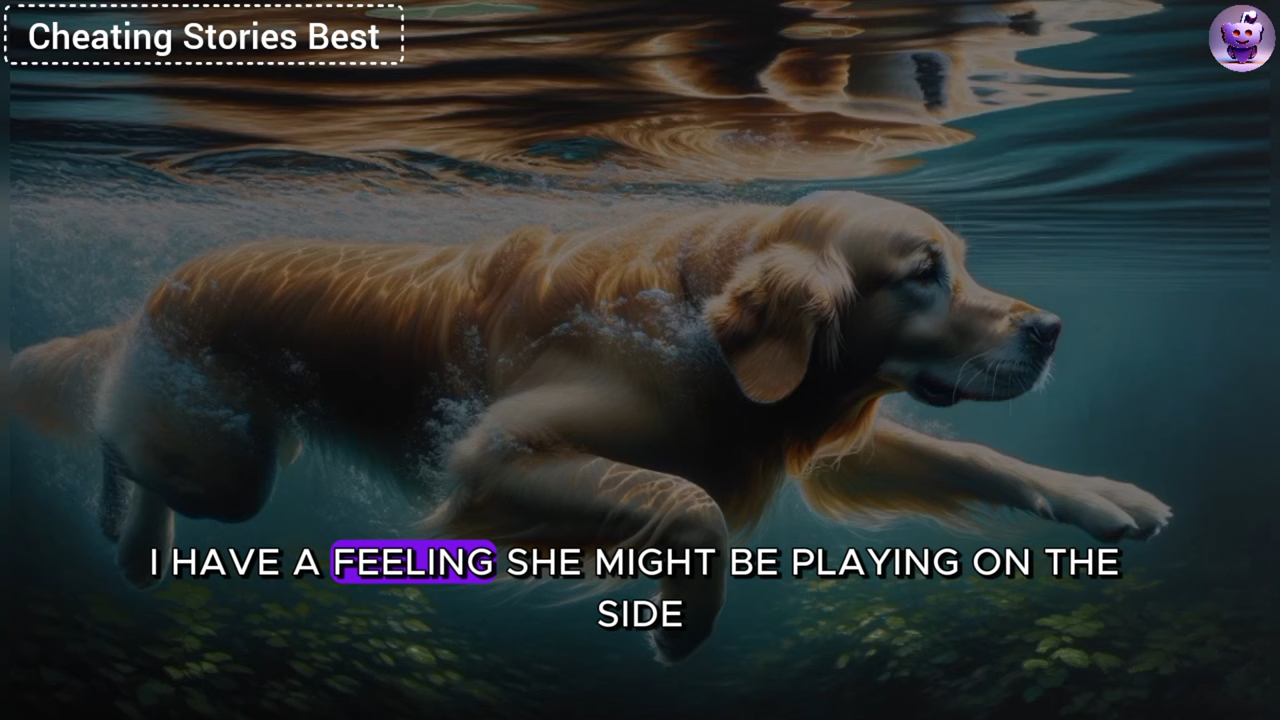 Cheating Stories Best
I HAVE A FEELING SHE MIGHT BE PLAYING ON THE
SIDE